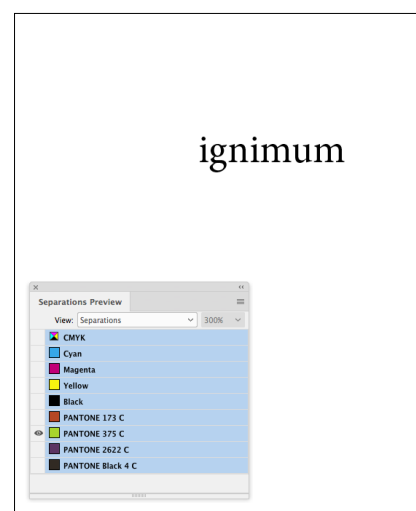 ignimum
Separations Preview
View: Separations 300%
CMYK
Cyan
Magenta
Yellow
Black
PANTONE 173 C
PANTONE 375 C
PANTONE 2622 C
PANTONE Black 4 C